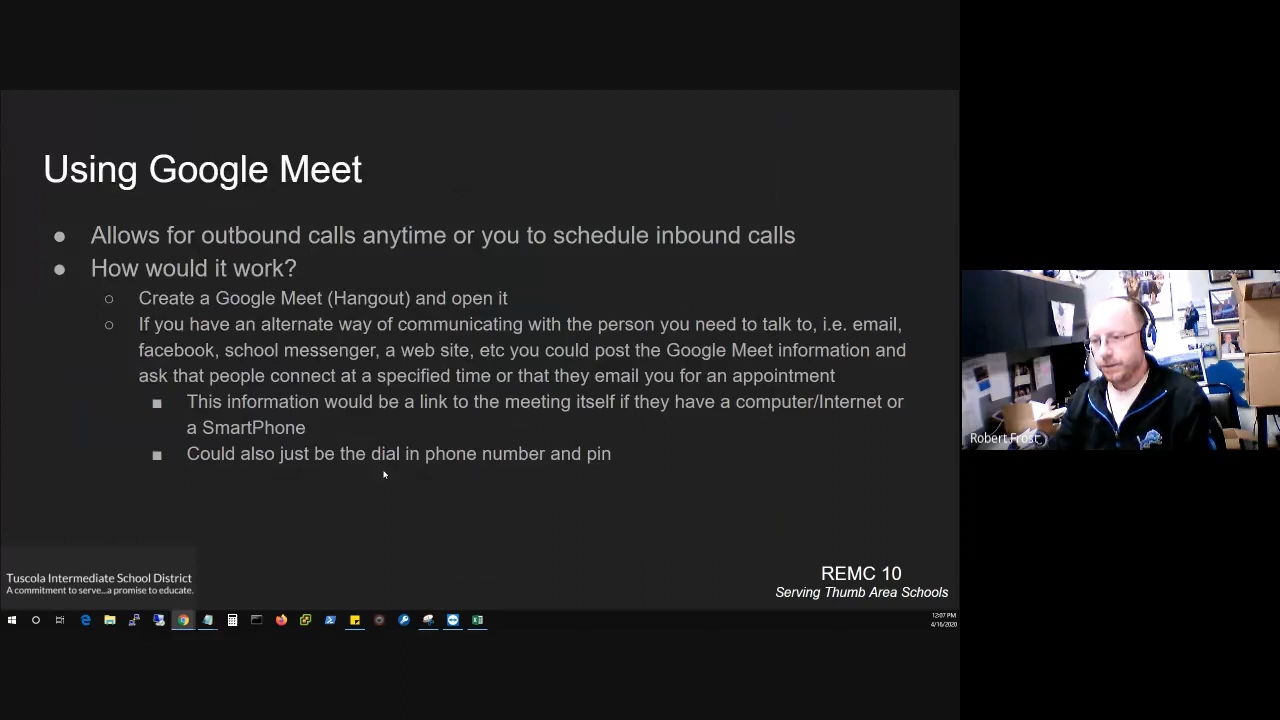 Using Google Meet
● Allows for outbound calls anytime or you to schedule inbound calls
● How would it work?
○ Create a Google Meet (Hangout) and open it
○ If you have an alternate way of communicating with the person you need to talk to, i.e. email,
facebook, school messenger, a web site, etc you could post the Google Meet information and
ask that people connect at a specified time or that they email you for an appointment
■ This information would be a link to the meeting itself if they have a computer/Internet or
a SmartPhone
■ Could also just be the dial in phone number and pin
Robert Frost
Tuscola Intermediate School District
A commitment to serve...a promise to educate.
REMC 10
Serving Thumb Area Schools
12:07 PM
4/16/2020